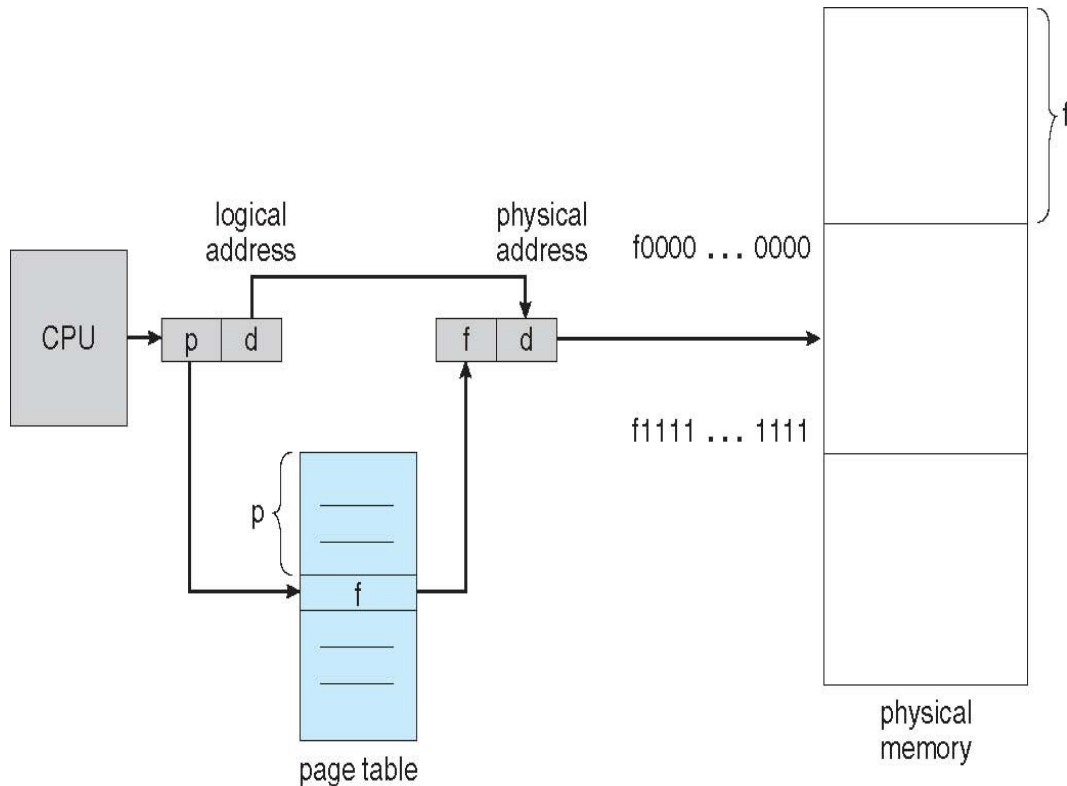 f
logical
address
physical
address
f0000 ... 0000
CPU
p d
f d
f1111 ... 1111
p
f
page table
physical
memory